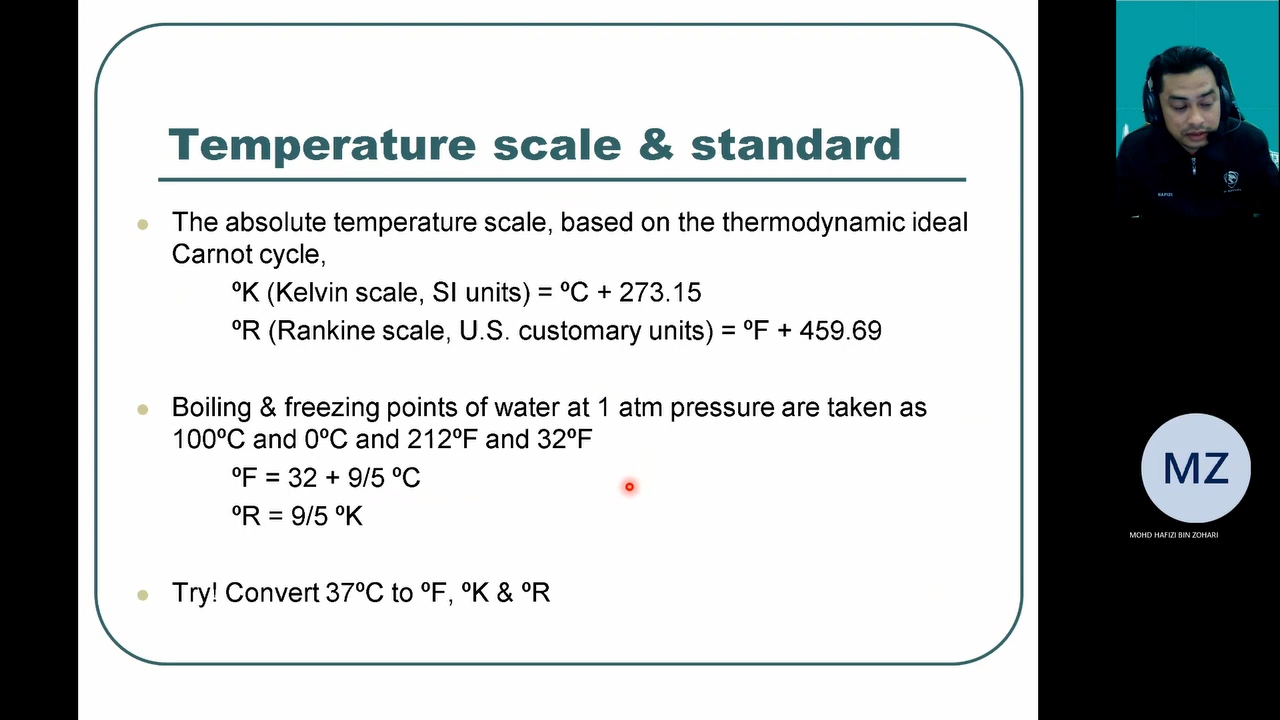 Temperature scale & standard
The absolute temperature scale, based on the thermodynamic ideal
Carnot cycle,
ºK (Kelvin scale, SI units) = ºC + 273.15
ºR (Rankine scale, U.S. customary units) = ºF + 459.69
Boiling & freezing points of water at 1 atm pressure are taken as
100ºC and 0ºC and 212ºF and 32ºF
ºF = 32 + 9/5 ºC
ºR = 9/5 ºK
Try! Convert 37ºC to ºF, ºK & ºR
HAFIZI
MZ
MOHD HAFIZI BIN ZOHARI